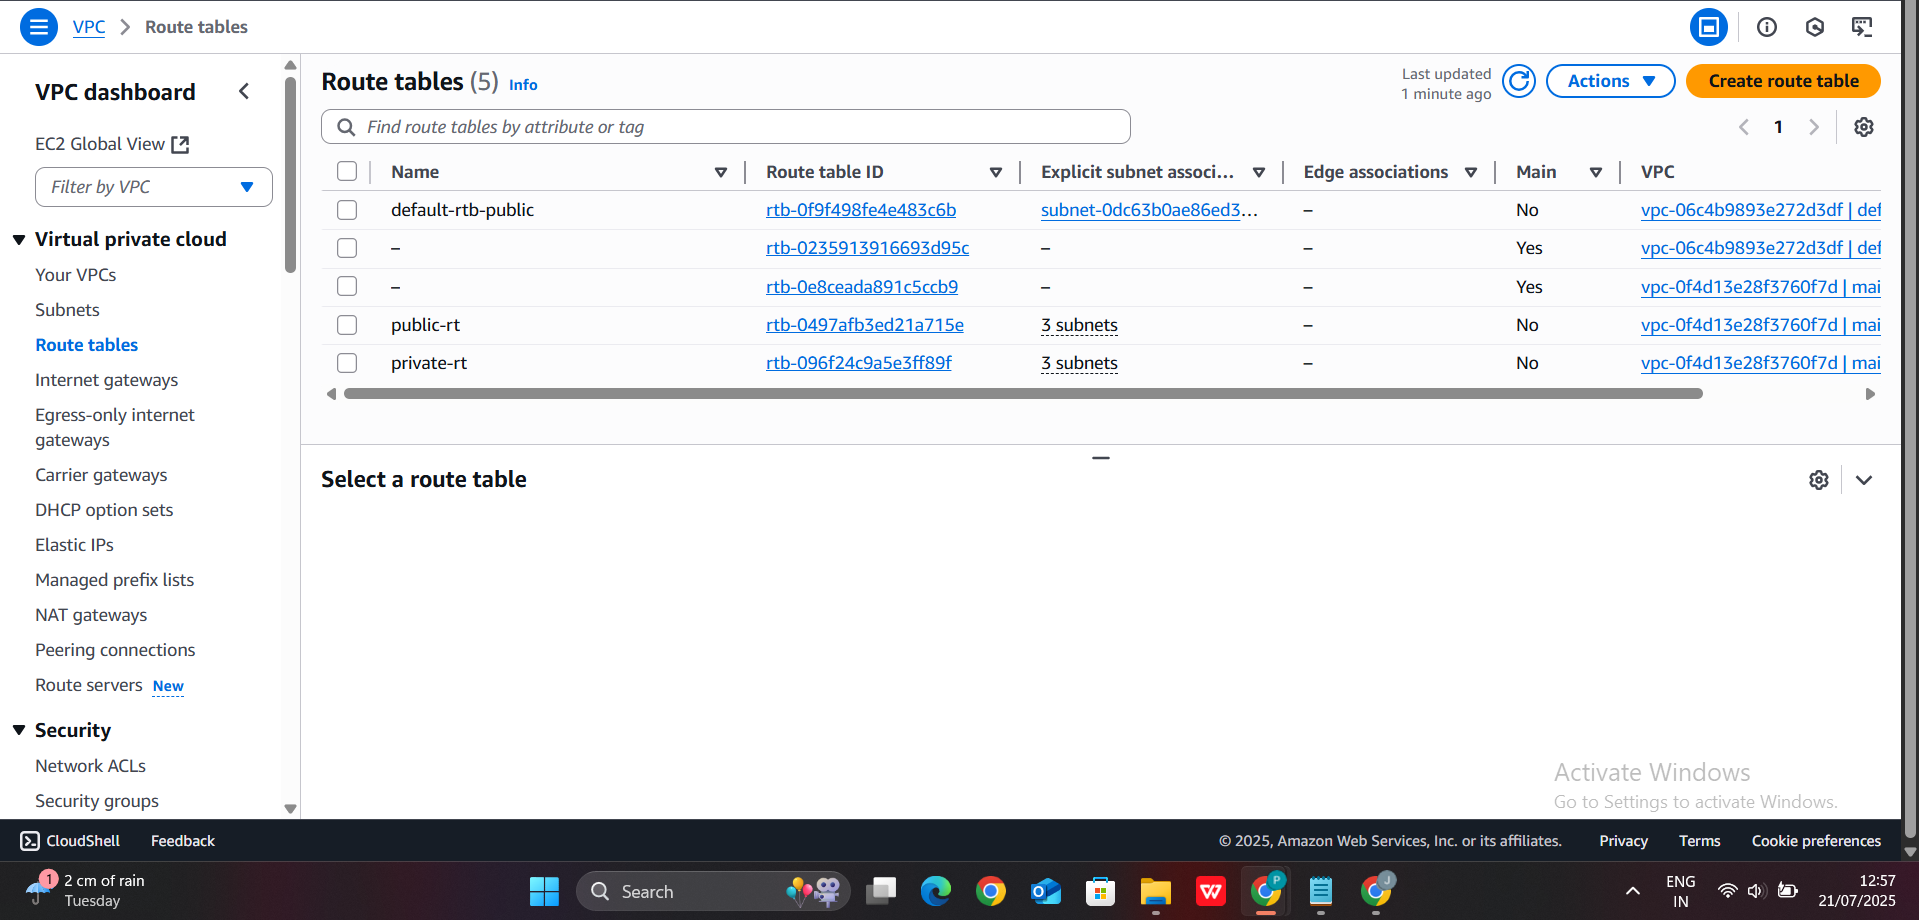 VPC > Route tables
VPC dashboard
EC2 Global View
Filter by VPC
Virtual private cloud
Your VPCs
Subnets
Route tables
Internet gateways
Egress-only internet
gateways
Carrier gateways
DHCP option sets
Elastic IPs
Managed prefix lists
NAT gateways
Peering connections
Route servers New
Security
Network ACLs
Security groups
Route tables (5) Info
Last updated
1 minute ago
Actions
Create route table
Find route tables by attribute or tag
1
Name Route table ID Explicit subnet associ... Edge associations Main VPC
default-rtb-public rtb-0f9f498fe4e483c6b subnet-0dc63b0ae86ed3... – No vpc-06c4b9893e272d3df | def
– rtb-0235913916693d95c – – Yes vpc-06c4b9893e272d3df | def
– rtb-0e8ceada891c5ccb9 – – Yes vpc-0f4d13e28f3760f7d | mai
public-rt rtb-0497afb3ed21a715e 3 subnets – No vpc-0f4d13e28f3760f7d | mai
private-rt rtb-096f24c9a5e3ff89f 3 subnets – No vpc-0f4d13e28f3760f7d | mai
Select a route table
Activate Windows
Go to Settings to activate Windows.
CloudShell Feedback © 2025, Amazon Web Services, Inc. or its affiliates. Privacy Terms Cookie preferences
1
2 cm of rain
Tuesday
Search
P
J
ENG
IN
12:57
21/07/2025